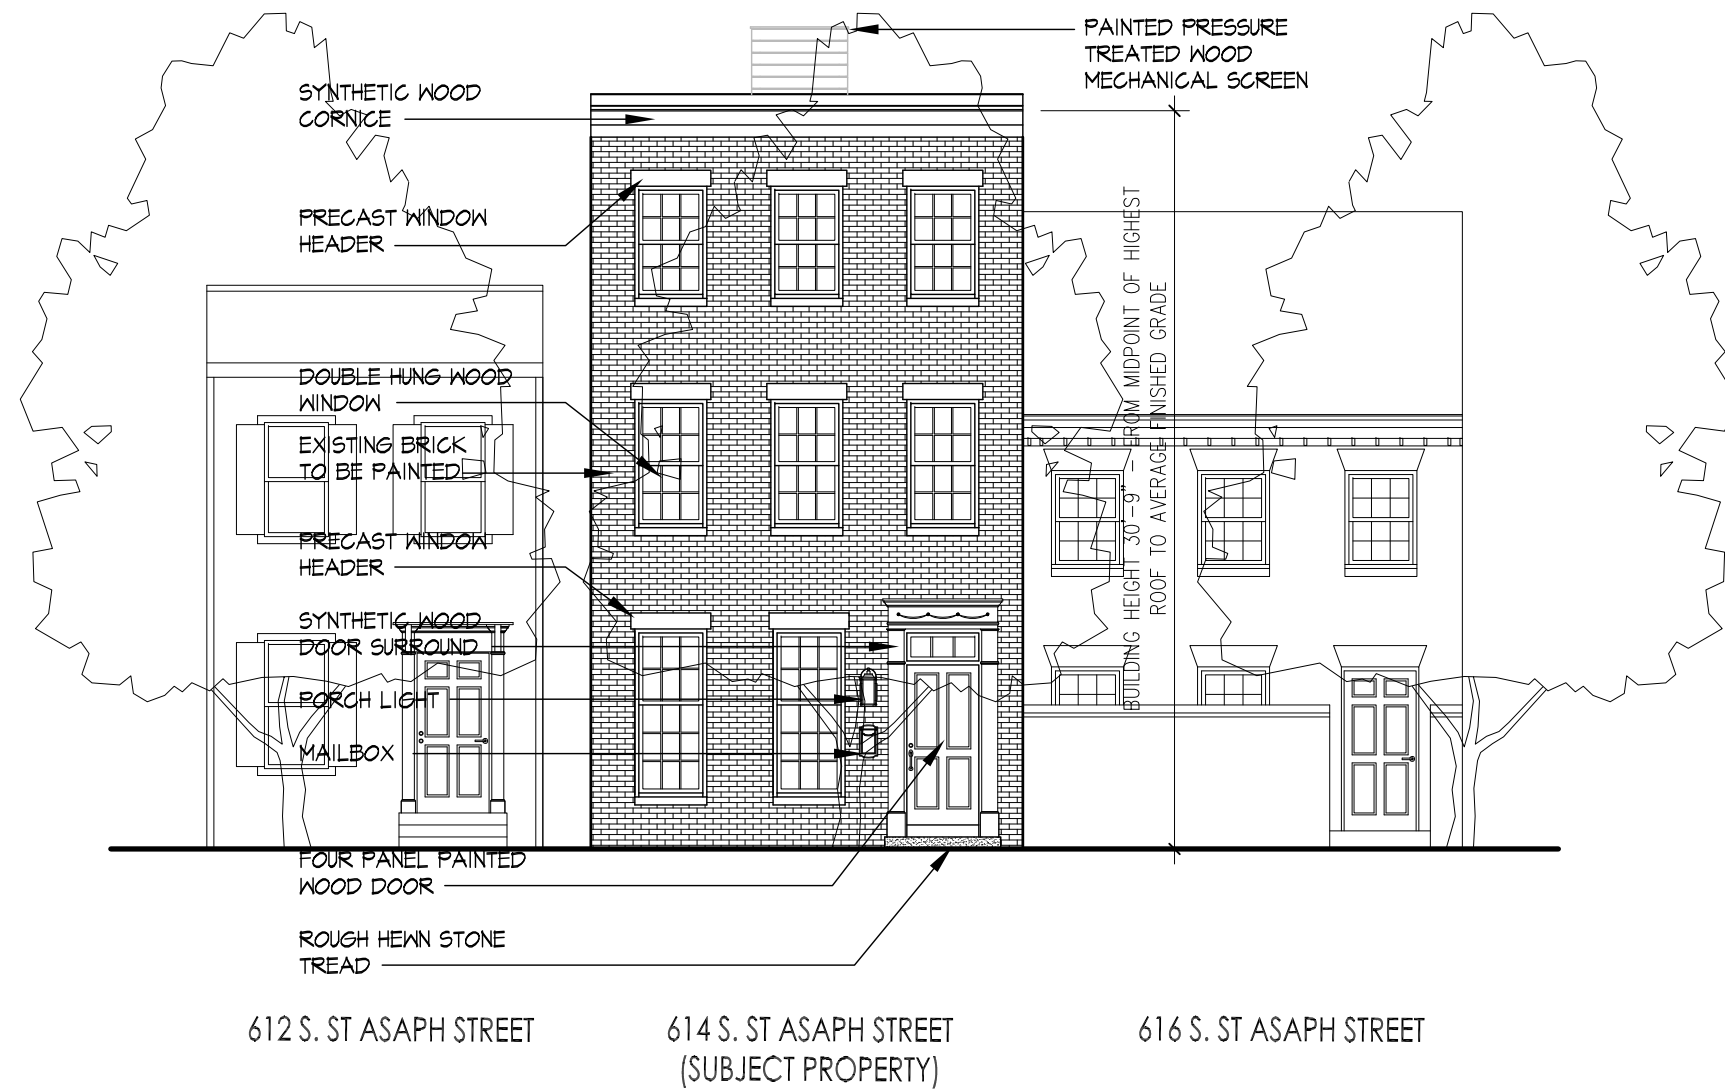 PAINTED PRESSURE
TREATED WOOD
MECHANICAL SCREEN
SYNTHETIC WOOD
CORNICE
PRECAST WINDOW
HEADER
DOUBLE HUNG WOOD
WINDOW
EXISTING BRICK
TO BE PAINTED
PRECAST WINDOW
HEADER
SYNTHETIC WOOD
DOOR SURROUND
PORCH LIGHT
MAILBOX
FOUR PANEL PAINTED
WOOD DOOR
ROUGH HEWN STONE
TREAD
BUILDING HEIGHT 30'-9" - FROM MIDPOINT OF HIGHEST
ROOF TO AVERAGE FINISHED GRADE
612 S. ST ASAPH STREET
614 S. ST ASAPH STREET
(SUBJECT PROPERTY)
616 S. ST ASAPH STREET